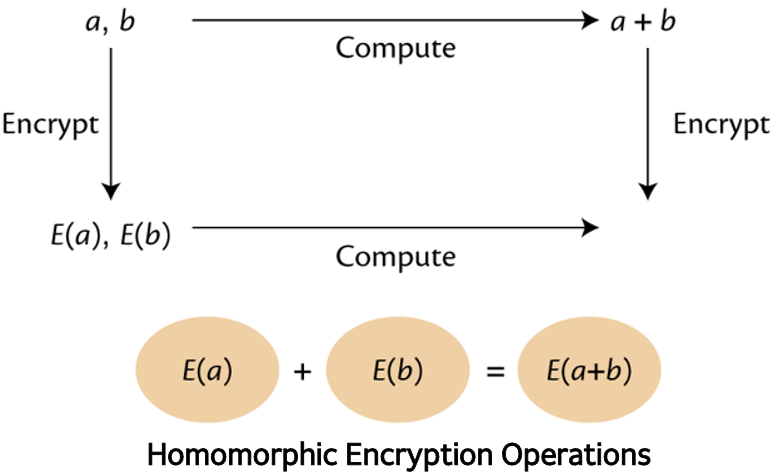 a, b
a + b
Compute
Encrypt
Encrypt
E(a), E(b)
Compute
E(a) + E(b) = E(a+b)
Homomorphic Encryption Operations